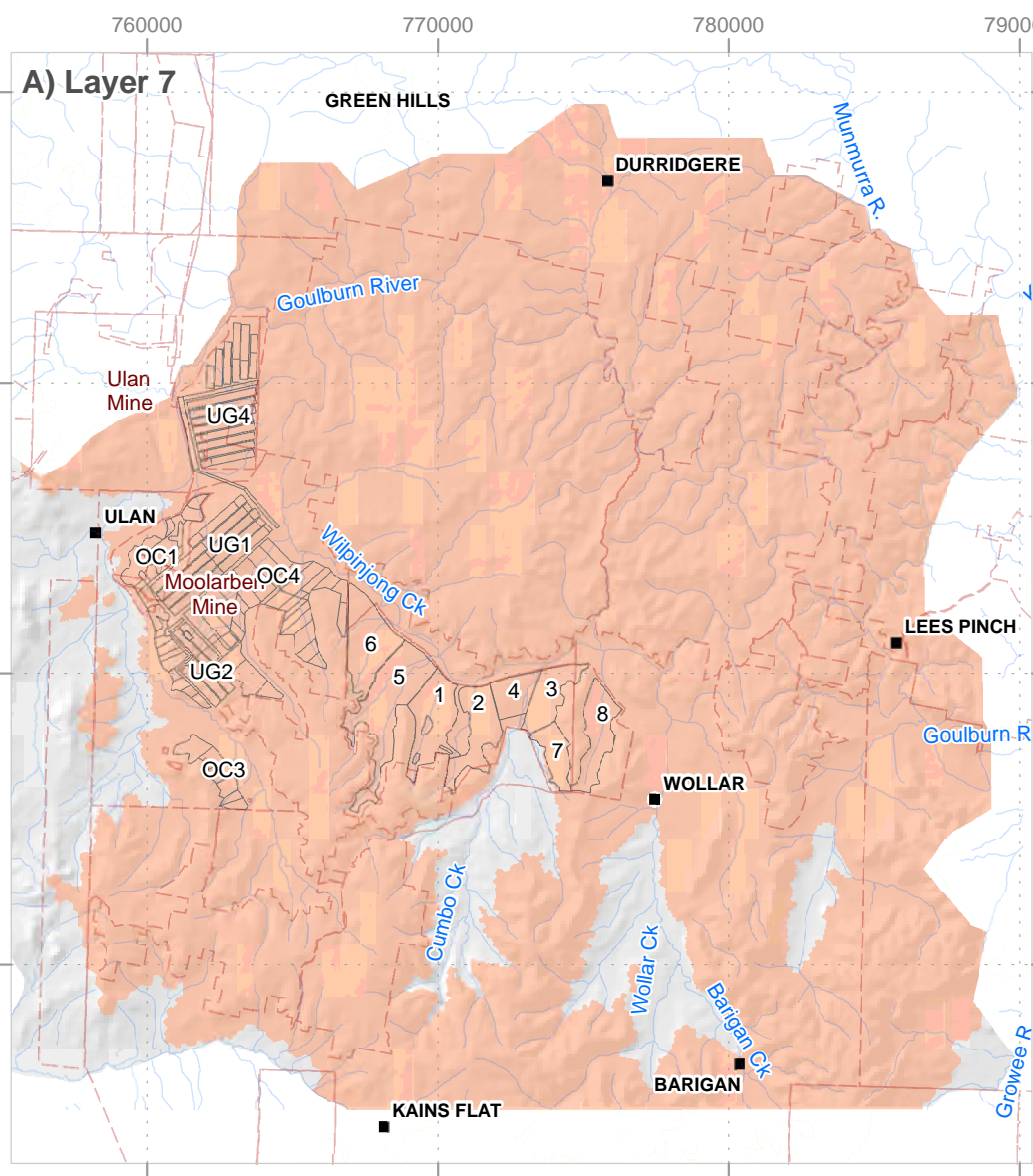 760000
770000
780000
79000
A) Layer 7
GREEN HILLS
Munmurra R.
DURRIDGERE
Goulburn River
Ulan
Mine
UG4
ULAN
OC1
UG1
Wilpinjong Ck
OC4
Moolarben
Mine
LEES PINCH
6
UG2
5
1
2
4
3
8
Goulburn R
7
OC3
WOLLAR
Cumbo Ck
Wollar Ck
Barigan Ck
Growee R
BARIGAN
KAINS FLAT